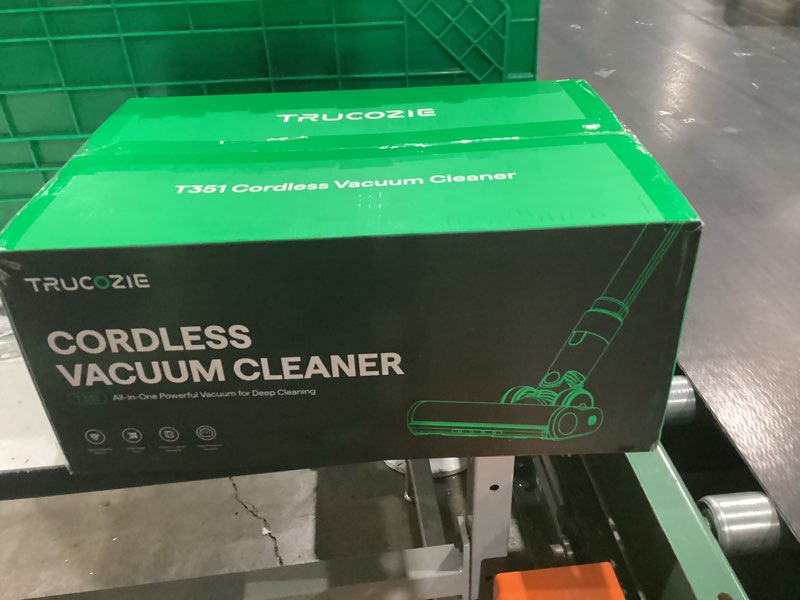 TRUCOZIE
T351 Cordless Vacuum Cleaner
TRUCOZIE
CORDLESS
VACUUM CLEANER
T351 All-in-One Powerful Vacuum for Deep Cleaning